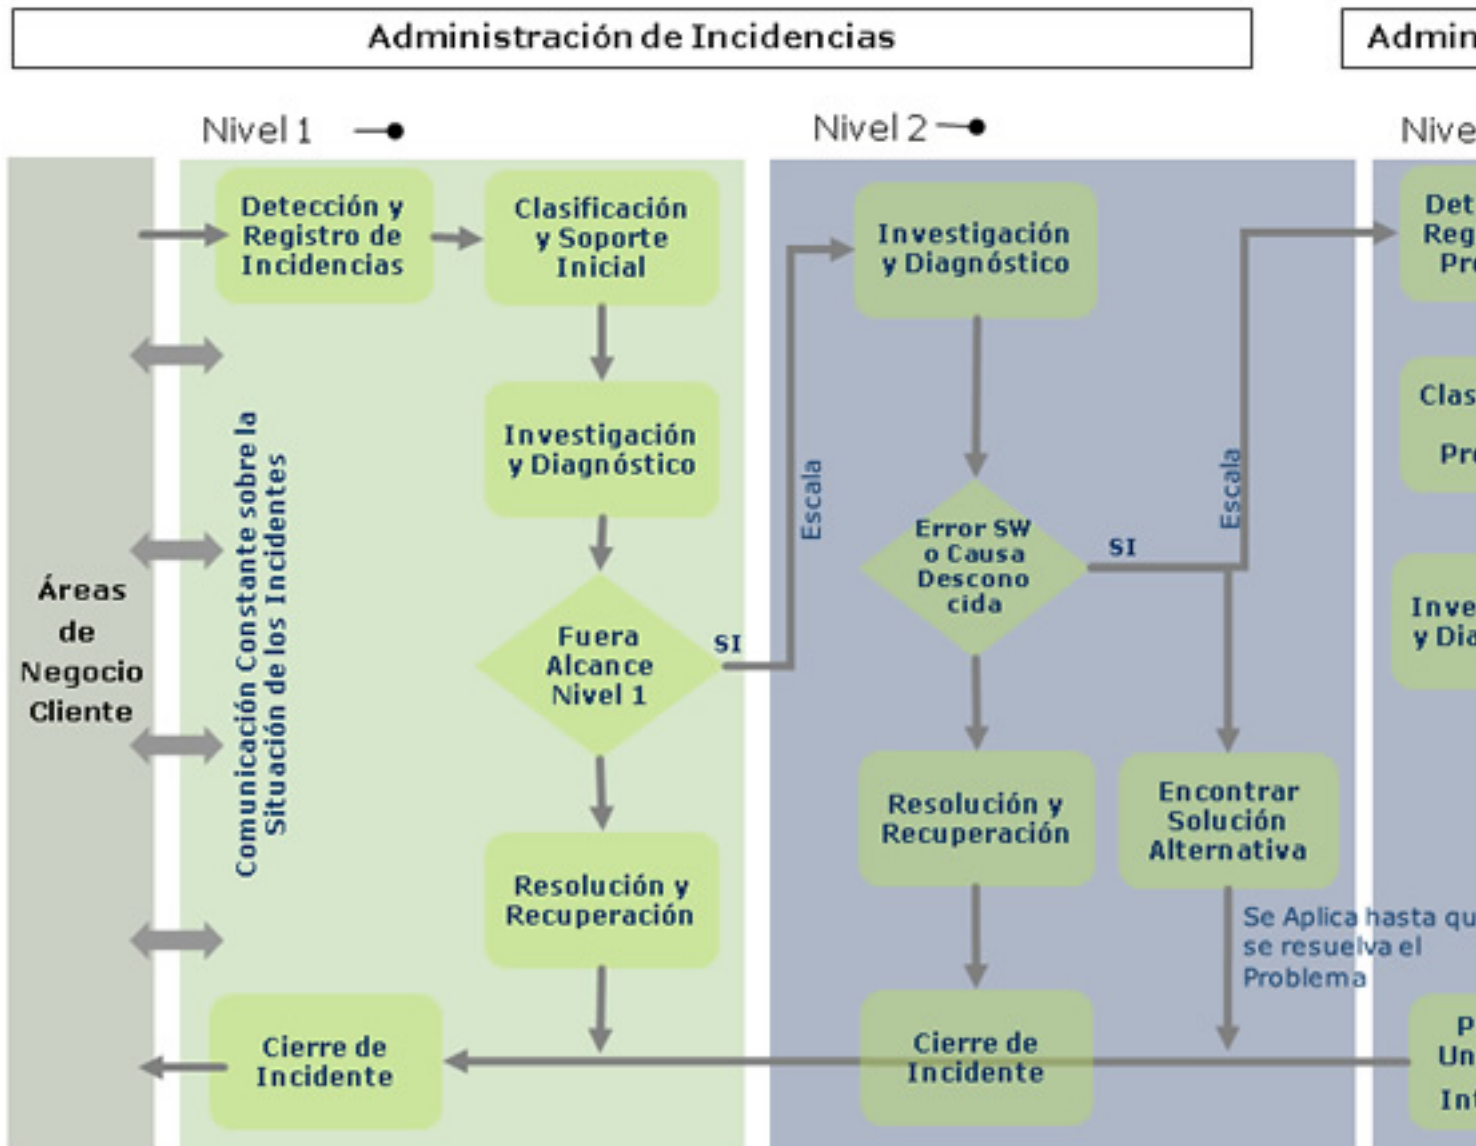 Administración de Incidencias
Nivel 1
Nivel 2
Áreas
de
Negocio
Cliente
Comunicación Constante sobre la
Situación de los Incidentes
Detección y
Registro de
Incidencias
Clasificación
y Soporte
Inicial
Investigación
y Diagnóstico
Fuera
Alcance
Nivel 1
SI
Escala
Resolución y
Recuperación
Cierre de
Incidente
Investigación
y Diagnóstico
Error SW
o Causa
Descono
cida
SI
Escala
Resolución y
Recuperación
Encontrar
Solución
Alternativa
Se Aplica hasta
se resuelva el
Problema
Cierre de
Incidente